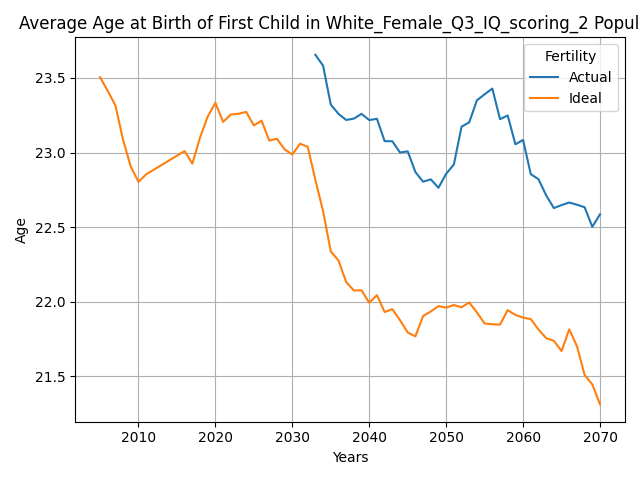 Average Age at Birth of First Child in White_Female_Q3_IQ_scoring_2 Popul
Fertility
Actual
Ideal
23.5
23.0
22.5
22.0
21.5
Age
2010 2020 2030 2040 2050 2060 2070
Years